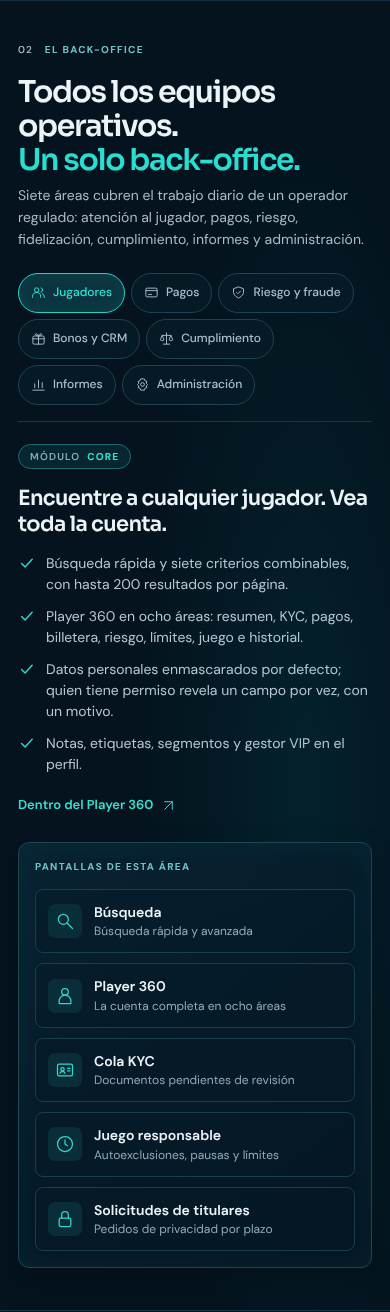 02 EL BACK-OFFICE
Todos los equipos
operativos.
Un solo back-office.
Siete áreas cubren el trabajo diario de un operador
regulado: atención al jugador, pagos, riesgo,
fidelización, cumplimiento, informes y administración.
Jugadores Pagos Riesgo y fraude
Bonos y CRM Cumplimiento
Informes Administración
MÓDULO CORE
Encuentre a cualquier jugador. Vea
toda la cuenta.
Búsqueda rápida y siete criterios combinables,
con hasta 200 resultados por página.
Player 360 en ocho áreas: resumen, KYC, pagos,
billetera, riesgo, límites, juego e historial.
Datos personales enmascarados por defecto;
quien tiene permiso revela un campo por vez, con
un motivo.
Notas, etiquetas, segmentos y gestor VIP en el
perfil.
Dentro del Player 360
PANTALLAS DE ESTA ÁREA
Búsqueda
Búsqueda rápida y avanzada
Player 360
La cuenta completa en ocho áreas
Cola KYC
Documentos pendientes de revisión
Juego responsable
Autoexclusiones, pausas y límites
Solicitudes de titulares
Pedidos de privacidad por plazo